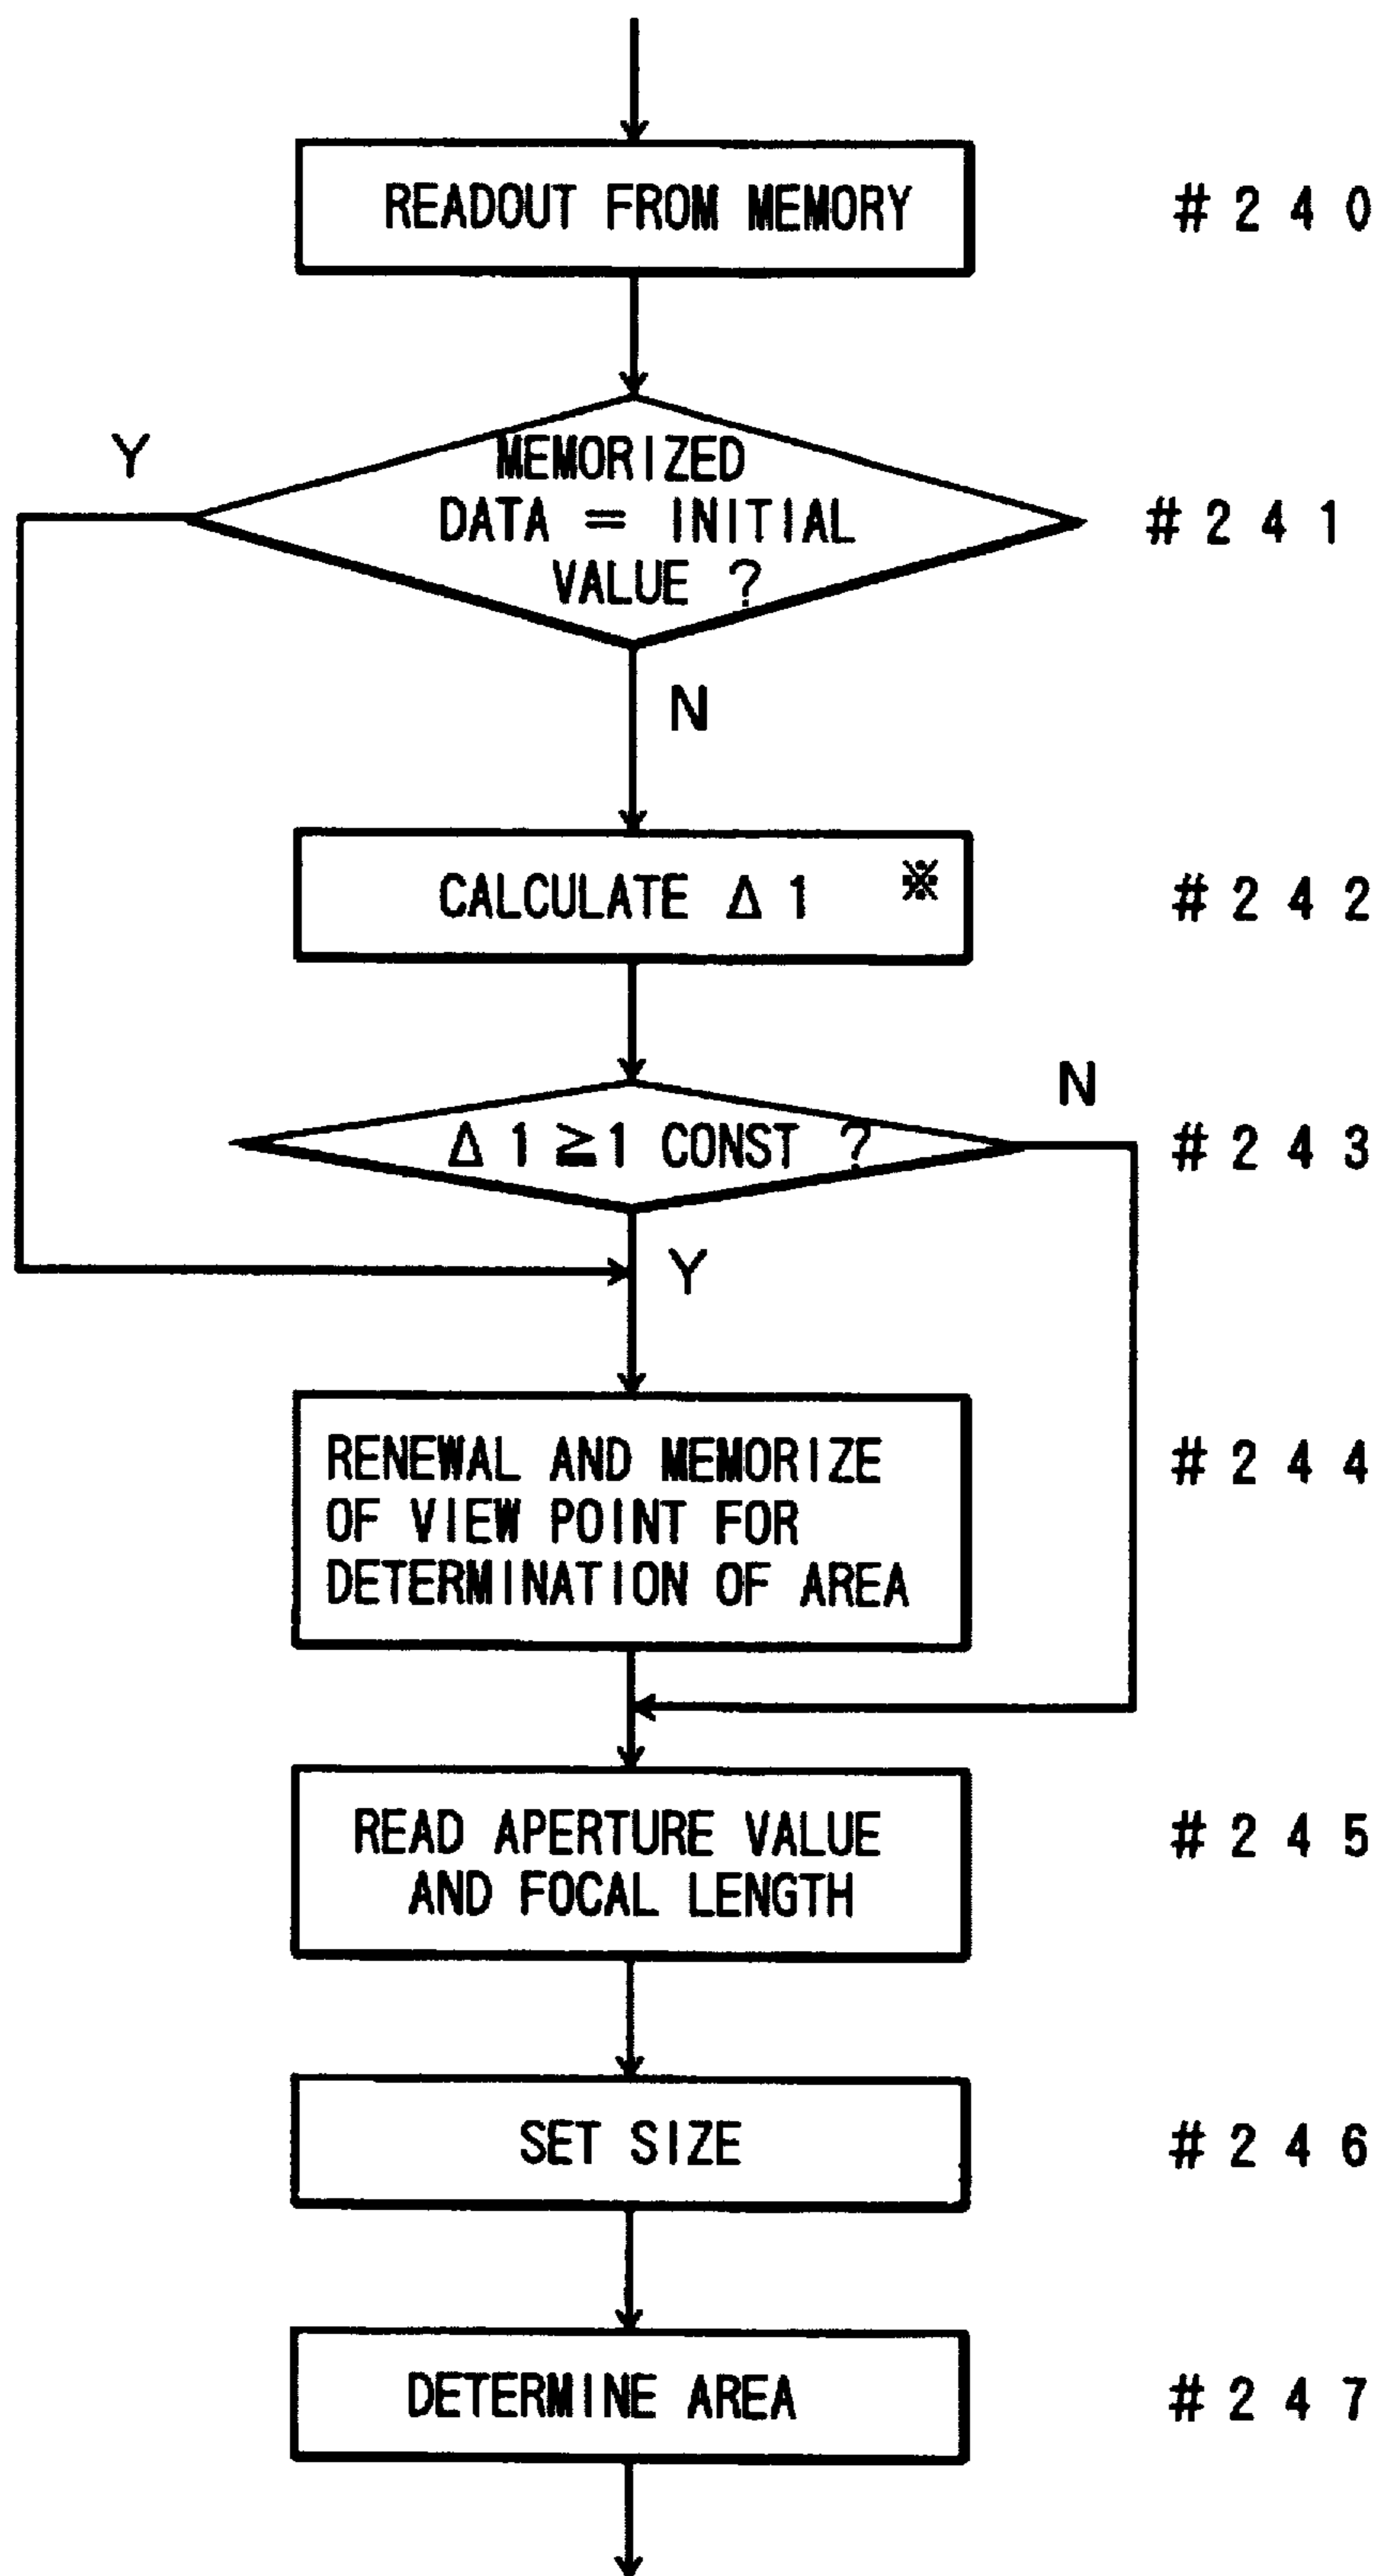 READOUT FROM MEMORY
#240
Y
MEMORIZED
DATA = INITIAL
VALUE ?
#241
N
CALCULATE Δ1 ※
#242
N
Δ1≧1 CONST ?
#243
Y
RENEWAL AND MEMORIZE
OF VIEW POINT FOR
DETERMINATION OF AREA
#244
READ APERTURE VALUE
AND FOCAL LENGTH
#245
SET SIZE
#246
DETERMINE AREA
#247